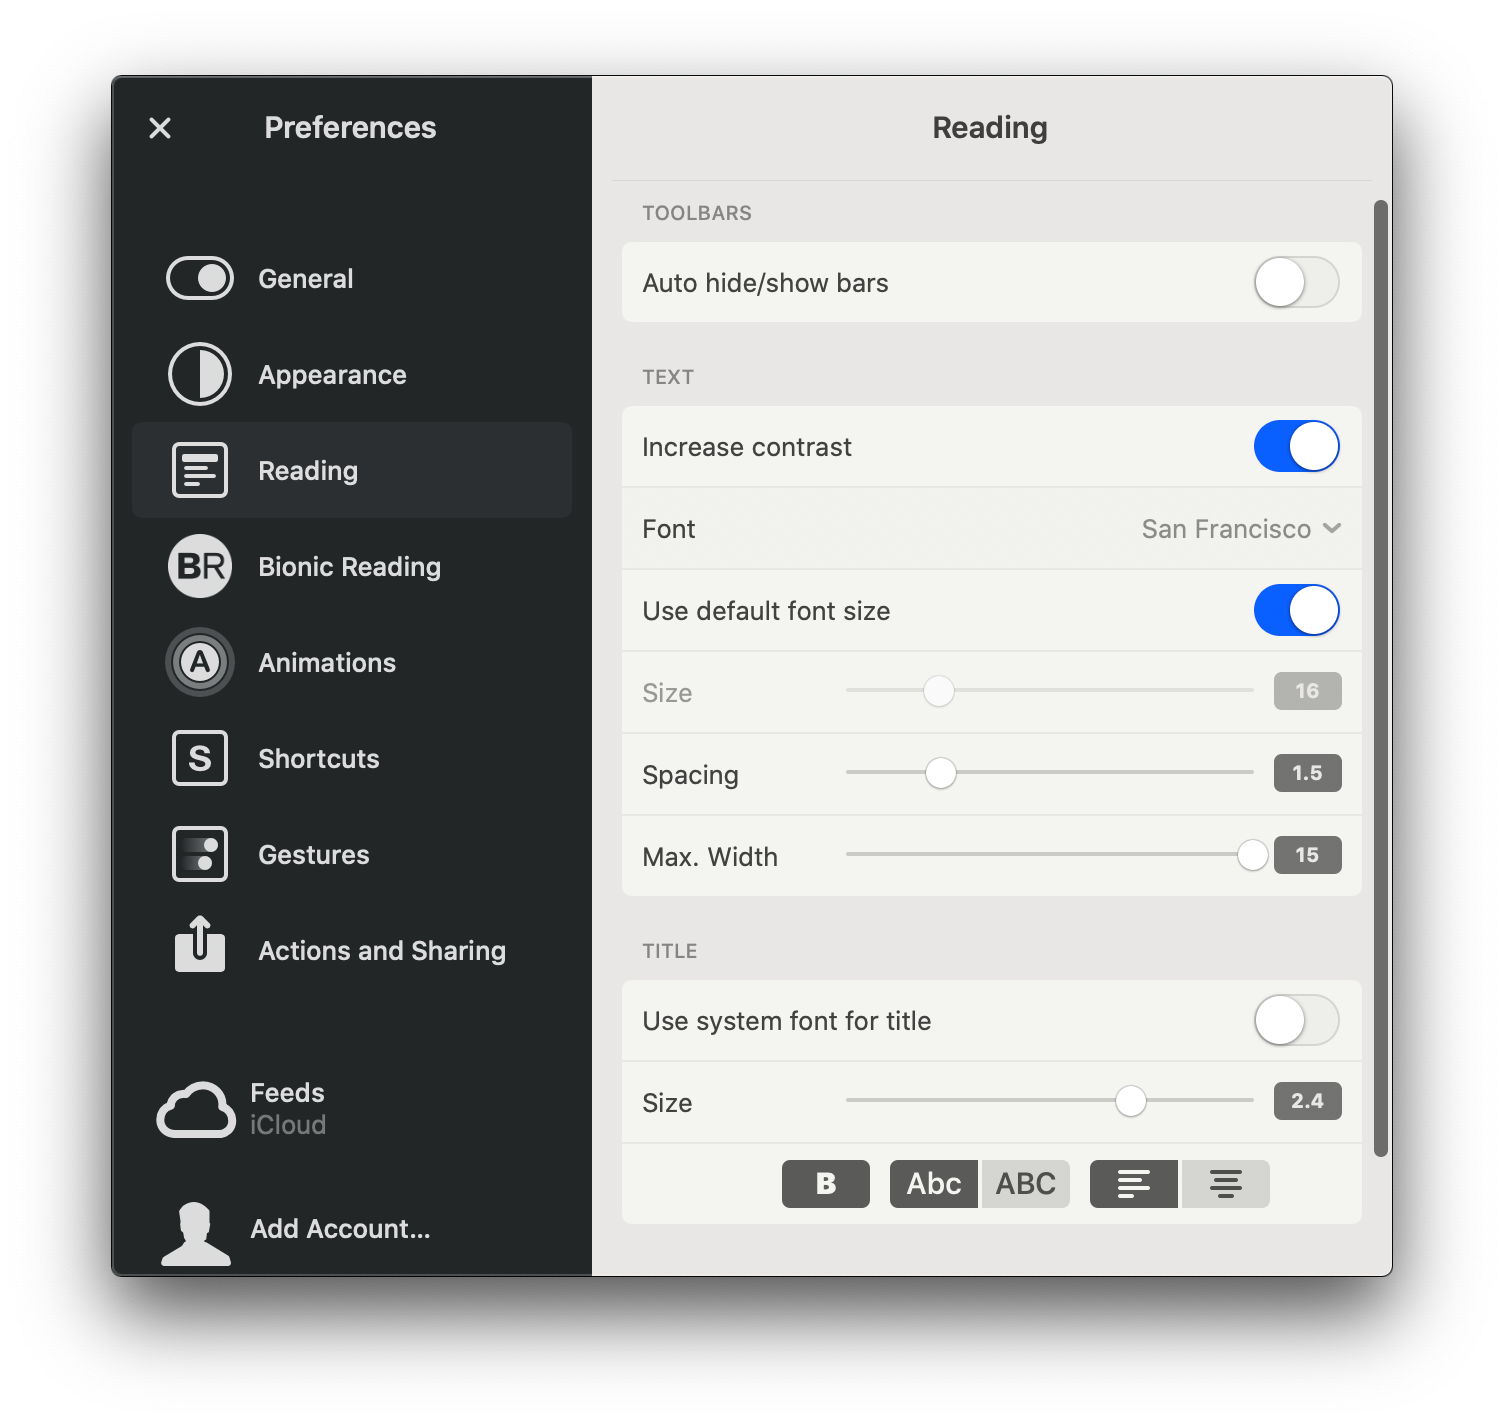 Preferences
General
Appearance
Reading
BR Bionic Reading
A Animations
S Shortcuts
Gestures
Actions and Sharing
Feeds
iCloud
Add Account...
Reading
TOOLBARS
Auto hide/show bars
TEXT
Increase contrast
Font San Francisco
Use default font size
Size 16
Spacing 1.5
Max. Width 15
TITLE
Use system font for title
Size 2.4
B Abc ABC